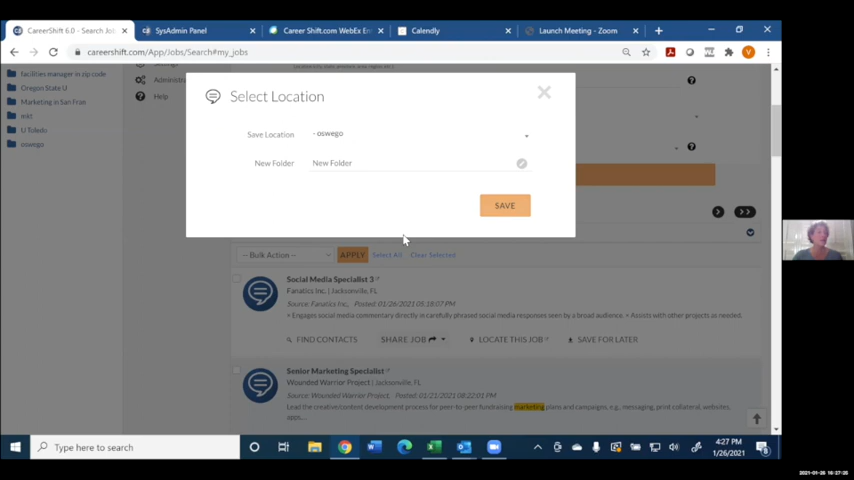 CareerShift 6.0 - Search Job
SysAdmin Panel
Career Shift.com WebEx En
Calendly
Launch Meeting - Zoom
careershift.com/App/Jobs/Search#my_jobs
V
facilities manager in zip code
Oregon State U
Marketing in San Fran
mkt
U Toledo
oswego
Administra
Help
Select Location
Save Location
- oswego
New Folder
New Folder
SAVE
-- Bulk Action --
APPLY
Select All
Clear Selected
Social Media Specialist 3
Fanatics Inc. | Jacksonville, FL
Source: Fanatics Inc, Posted: 01/26/2021 05:18:07 PM
> Engages social media commentary directly in carefully phrased social media responses seen by a broad audience. > Assists with other projects as needed.
FIND CONTACTS
SHARE JOB
LOCATE THIS JOB
SAVE FOR LATER
Senior Marketing Specialist
Wounded Warrior Project | Jacksonville, FL
Source: Wounded Warrior Project, Posted: 01/21/2021 08:22:01 PM
Lead the creative/content development process for peer-to-peer fundraising marketing plans and campaigns, e.g., messaging, print collateral, websites,
apps...
Type here to search
4:27 PM
1/26/2021
8